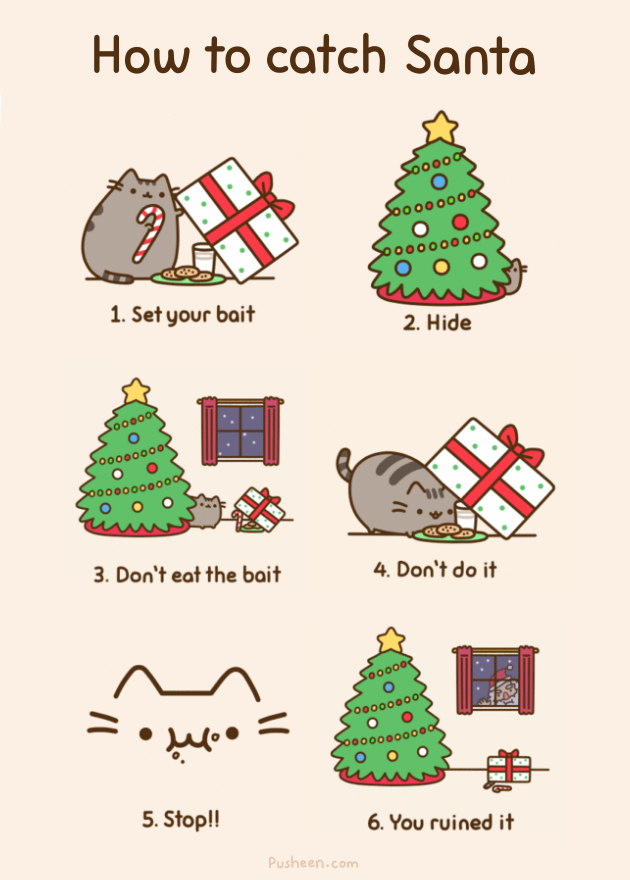 How to catch Santa
1. Set your bait
2. Hide
3. Don't eat the bait
4. Don't do it
5. Stop!!
6. You ruined it
Pusheen.com